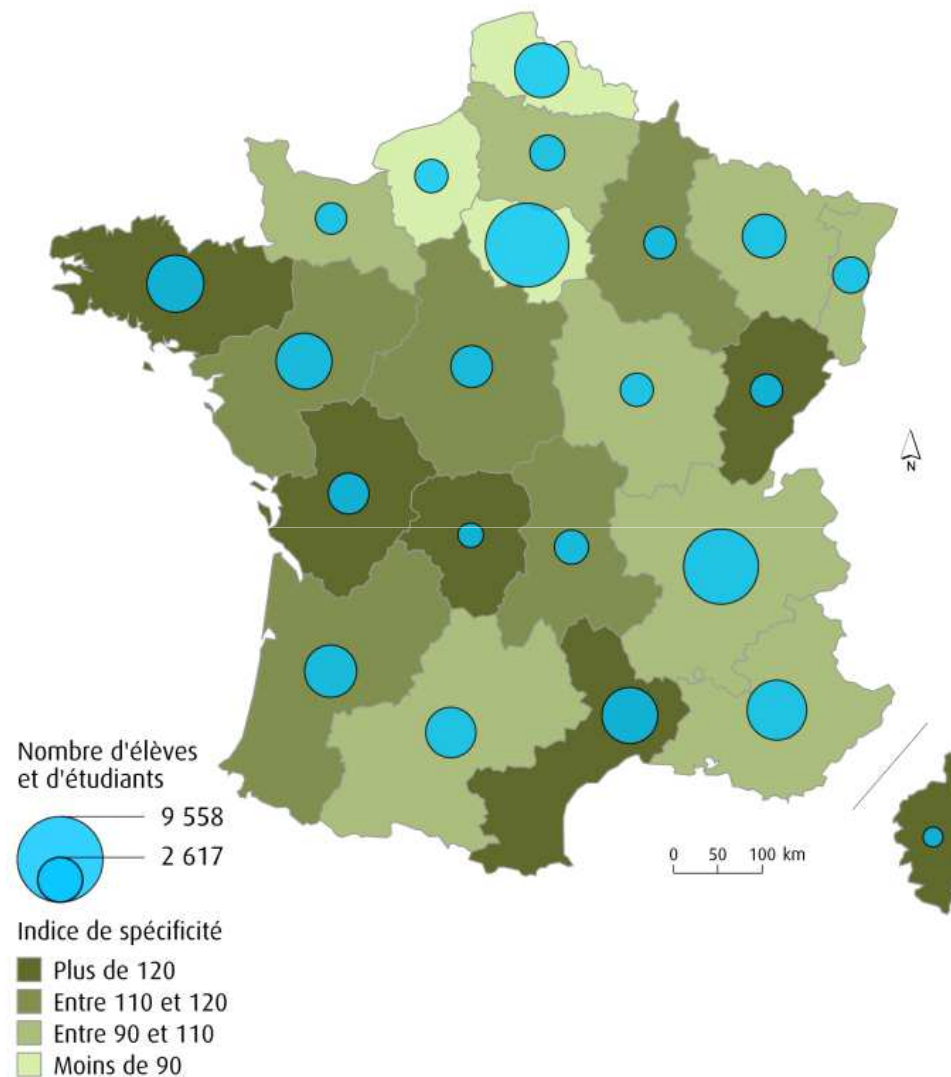 N
Nombre d'élèves
et d'étudiants
9 558
2 617
0 50 100 km
Indice de spécificité
Plus de 120
Entre 110 et 120
Entre 90 et 110
Moins de 90